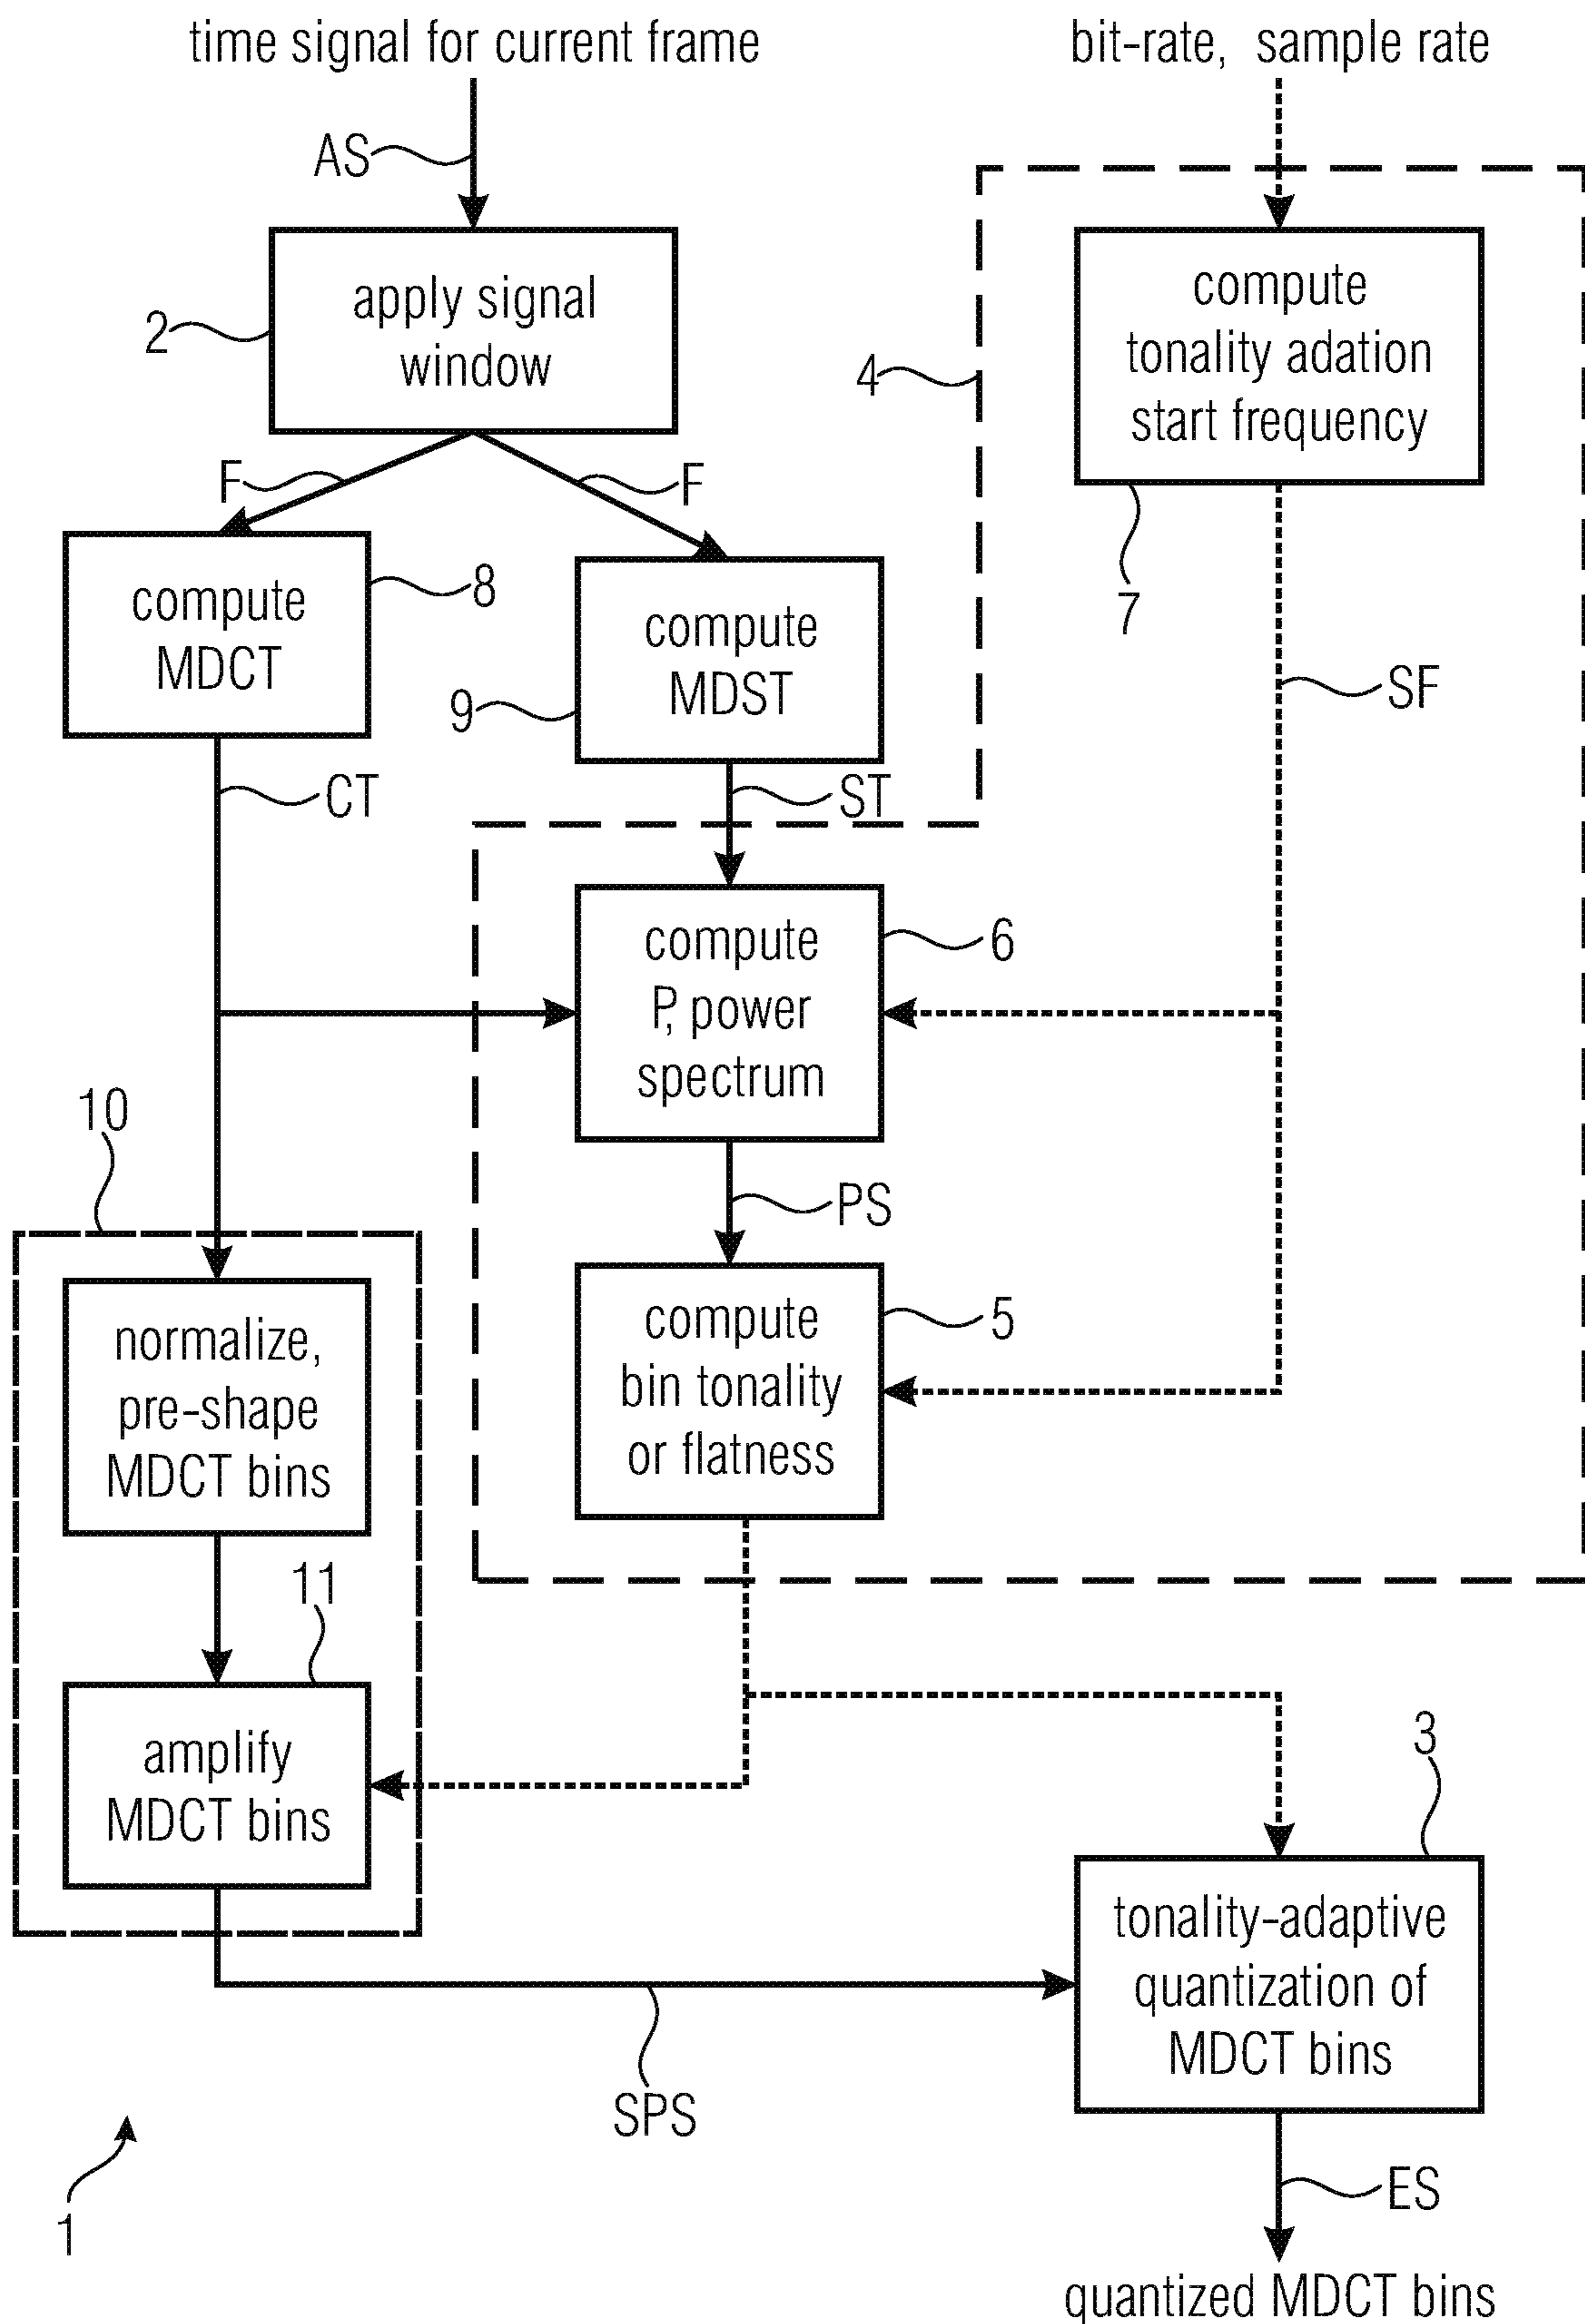 time signal for current frame
bit-rate, sample rate
AS
apply signal
window
2
compute
tonality adation
start frequency
4
7
F
F
compute
MDCT
8
compute
MDST
9
SF
CT
ST
compute
P, power
spectrum
6
10
PS
normalize,
pre-shape
MDCT bins
compute
bin tonality
or flatness
5
11
amplify
MDCT bins
3
tonality-adaptive
quantization of
MDCT bins
SPS
1
ES
quantized MDCT bins